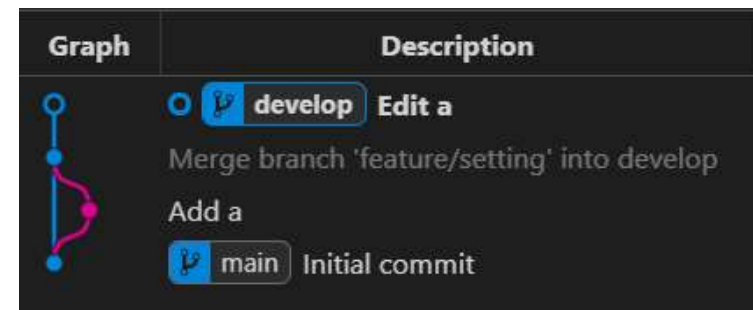 Graph Description
develop Edit a
Merge branch 'feature/setting' into develop
Add a
main Initial commit